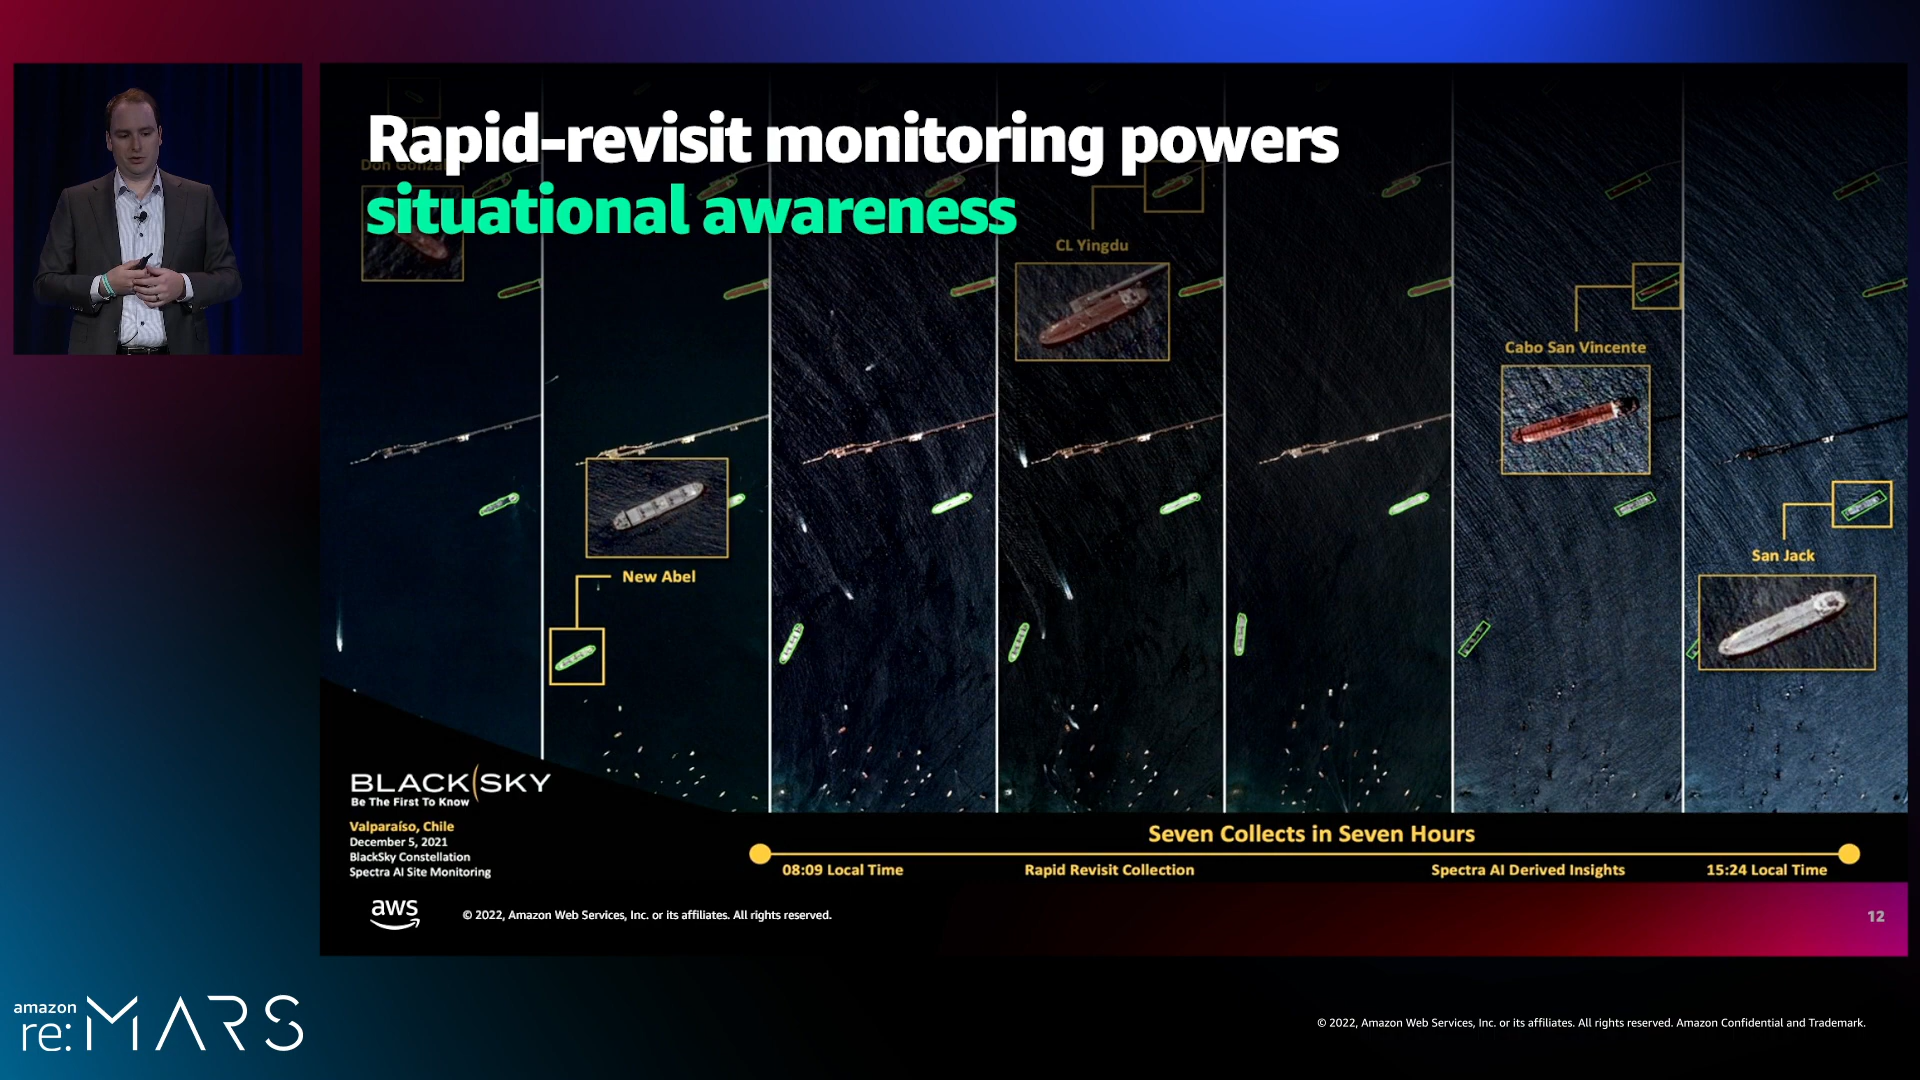 Rapid-revisit monitoring powers
situational awareness
CL Yingdu
Cabo San Vincente
San Jack
New Abel
BLACKSKY
Be The First To Know
Valparaíso, Chile
December 5, 2021
BlackSky Constellation
Spectra AI Site Monitoring
Seven Collects in Seven Hours
08:09 Local Time
Rapid Revisit Collection
Spectra AI Derived Insights
15:24 Local Time
aws
© 2022, Amazon Web Services, Inc. or its affiliates. All rights reserved.
12
amazon
re:MARS
© 2022, Amazon Web Services, Inc. or its affiliates. All rights reserved. Amazon Confidential and Trademark.